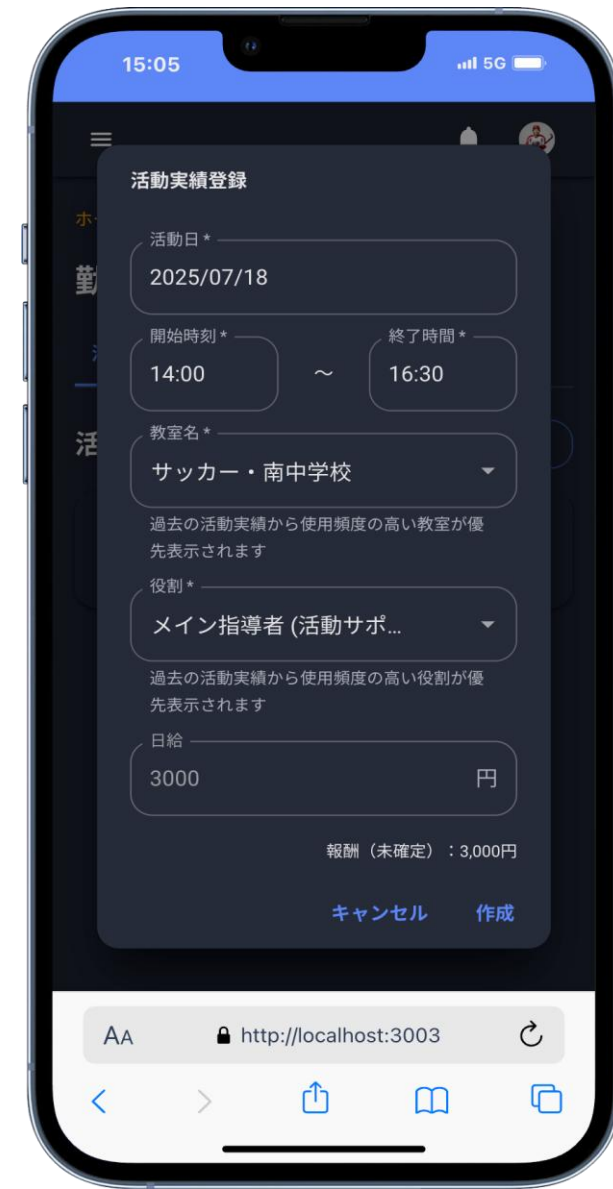 15:05
5G
活動実績登録
ホー
勤
活動日 *
2025/07/18
開始時刻 *
終了時間 *
14:00 ～ 16:30
活
教室名 *
サッカー・南中学校
過去の活動実績から使用頻度の高い教室が優
先表示されます
役割 *
メイン指導者 (活動サポ...
過去の活動実績から使用頻度の高い役割が優
先表示されます
日給
3000 円
報酬（未確定）：3,000円
キャンセル 作成
AA http://localhost:3003